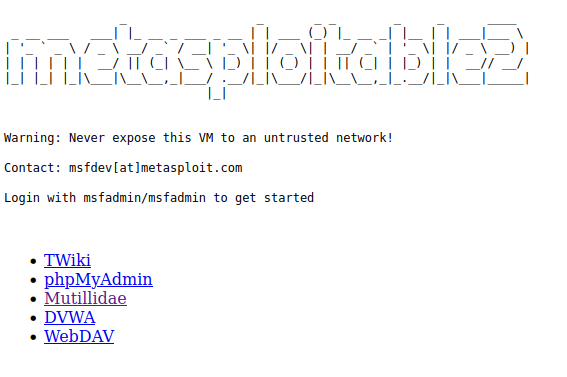 metasploitable2
Warning: Never expose this VM to an untrusted network!
Contact: msfdev[at]metasploit.com
Login with msfadmin/msfadmin to get started
TWiki
phpMyAdmin
Mutillidae
DVWA
WebDAV